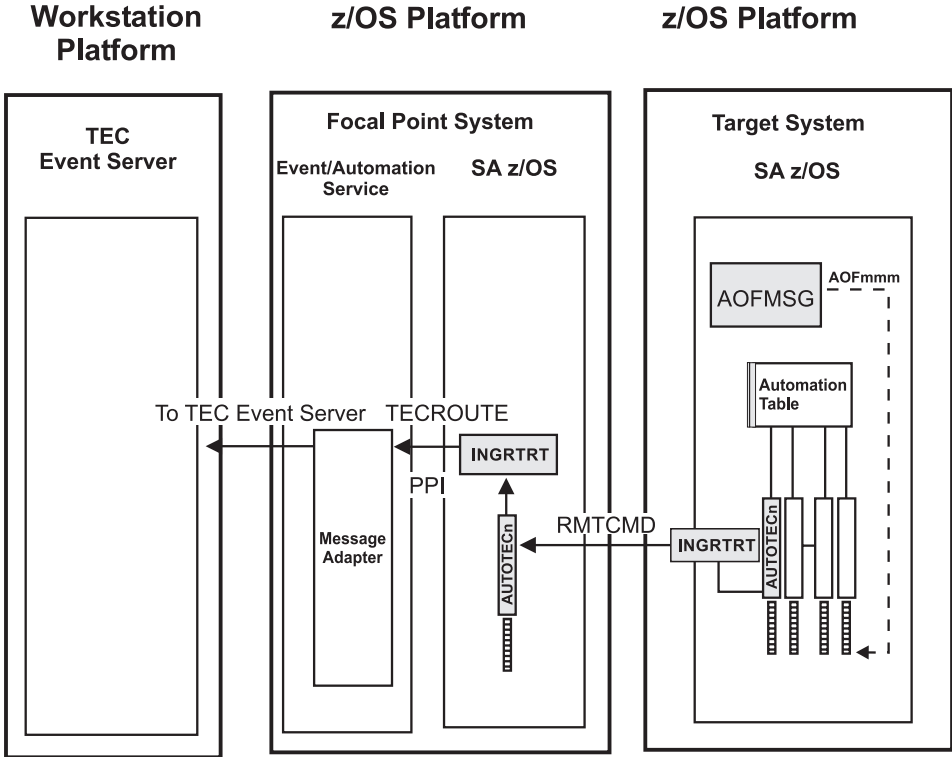 Workstation
Platform
z/OS Platform
z/OS Platform
TEC
Event Server
Focal Point System
Event/Automation
Service
SA z/OS
Target System
SA z/OS
AOFMSG
AOFmmm
Automation
Table
To TEC Event Server
TECROUTE
INGRTRT
PPI
Message
Adapter
AUTOTECn
RMTCMD
INGRTRT
AUTOTECn